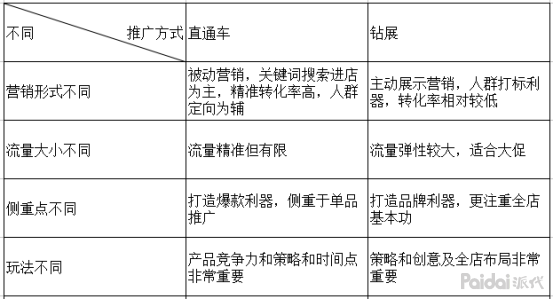 不同 推广方式 直通车 钻展
营销形式不同
被动营销，关键词搜索进店
为主，精准转化率高，人群
定向为辅
主动展示营销，人群打标利
器，转化率相对较低
流量大小不同 流量精准但有限 流量弹性较大，适合大促
侧重点不同
打造爆款利器，侧重于单品
推广
打造品牌利器，更注重全店
基本功
玩法不同
产品竞争力和策略和时间点
非常重要
策略和创意及全店布局非常
重要
Paidai派代